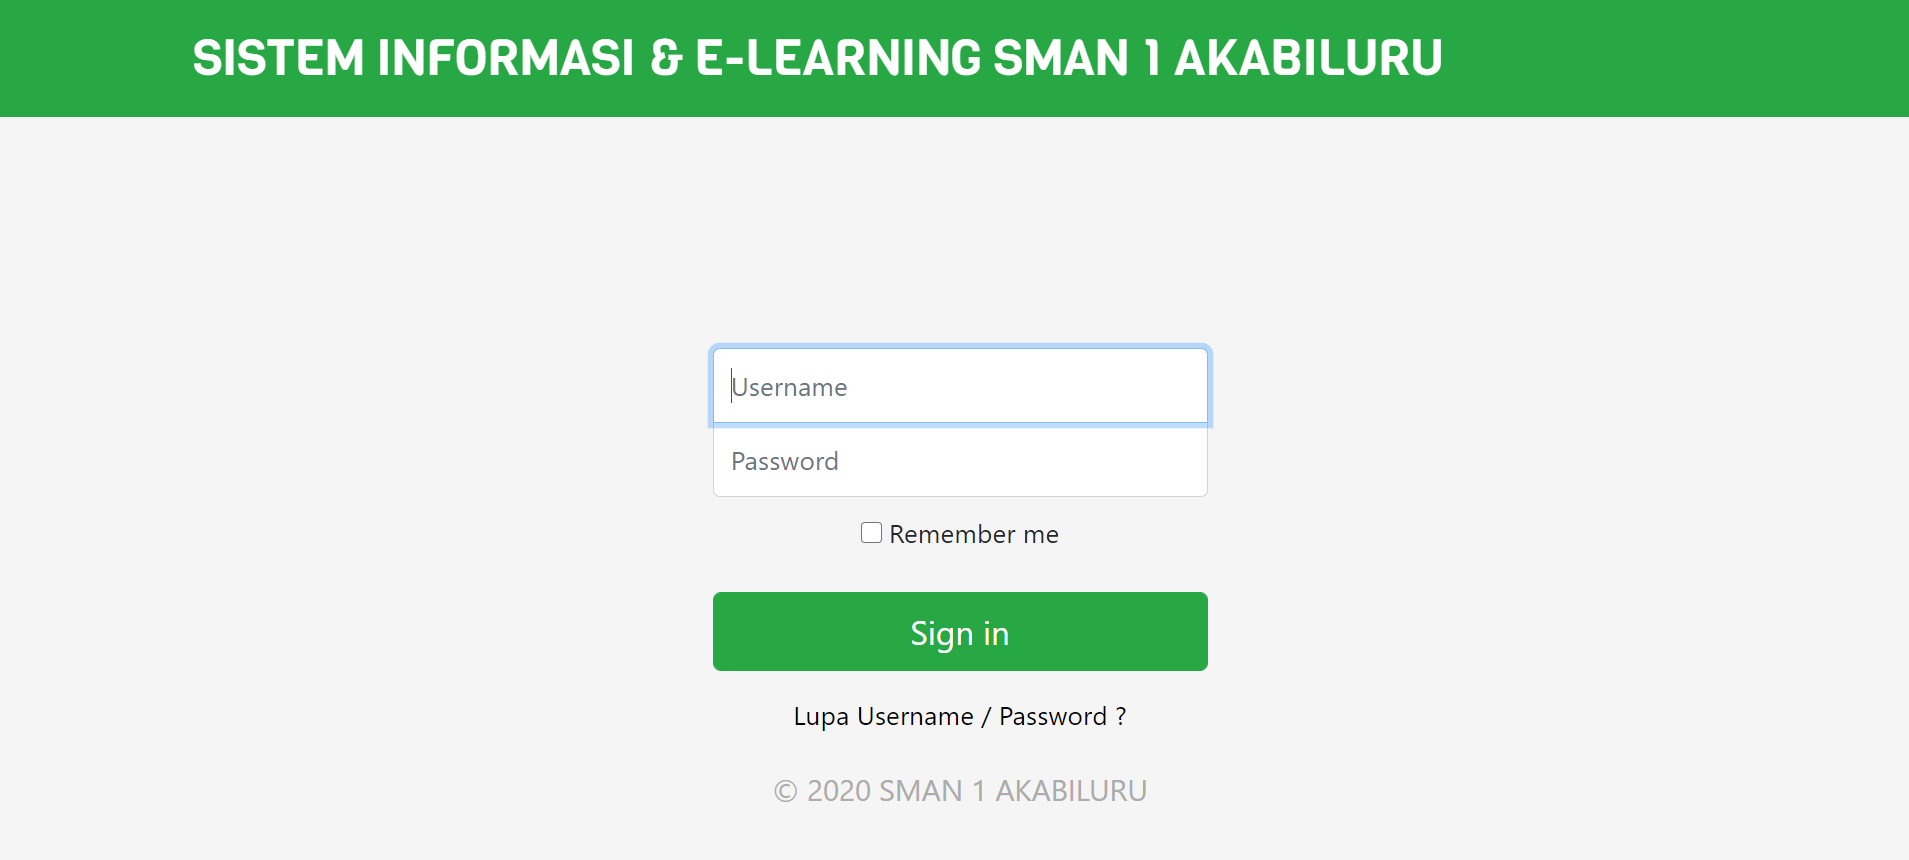 SISTEM INFORMASI & E-LEARNING SMAN 1 AKABILURU
Username
Password
Remember me
Sign in
Lupa Username / Password ?
© 2020 SMAN 1 AKABILURU